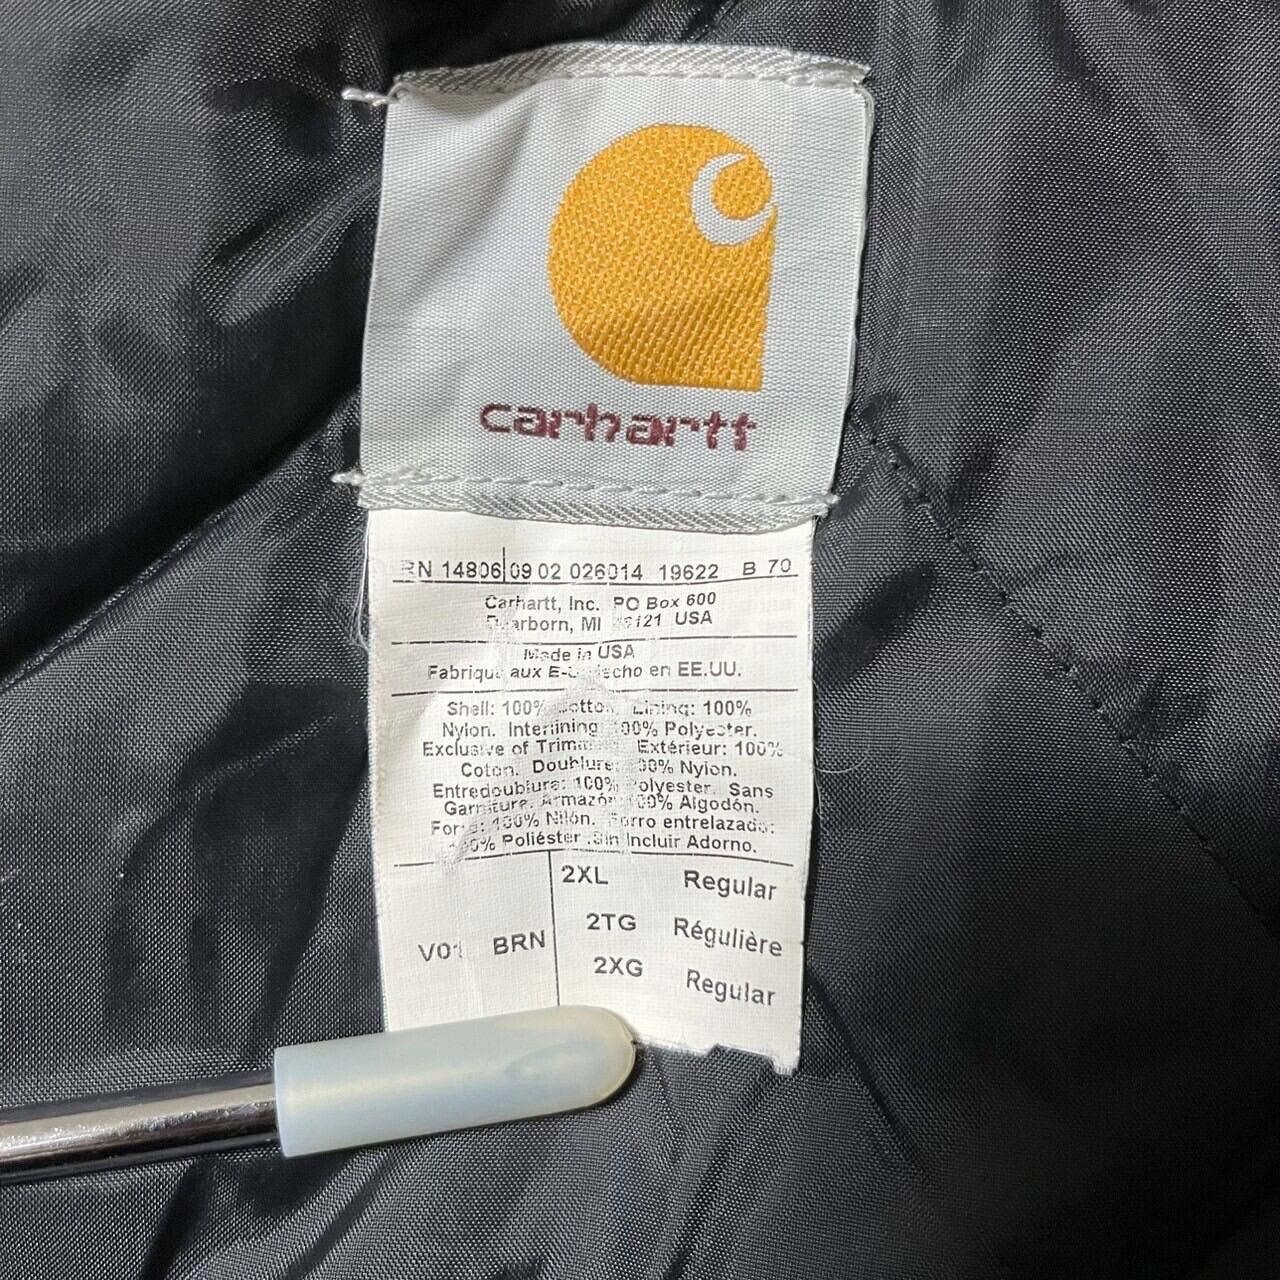 carhartt
RN 14806 09 02 026014 19622 B 70
Carhartt, Inc. PO Box 600
Dearborn, MI 48121 USA
Made in USA
Fabriqué aux E-U. Hecho en EE.UU.
Shell: 100% Cotton. Lining: 100%
Nylon. Interlining: 100% Polyester.
Exclusive of Trimming. Extérieur: 100%
Coton. Doublure: 100% Nylon.
Entredoublure: 100% Polyester. Sans
Garniture. Armazón: 100% Algodón.
Forro: 100% Nilón. Forro entrelazado:
100% Poliéster .Sin Incluir Adorno.
2XL Regular
2TG Régulière
V01 BRN
2XG Regular